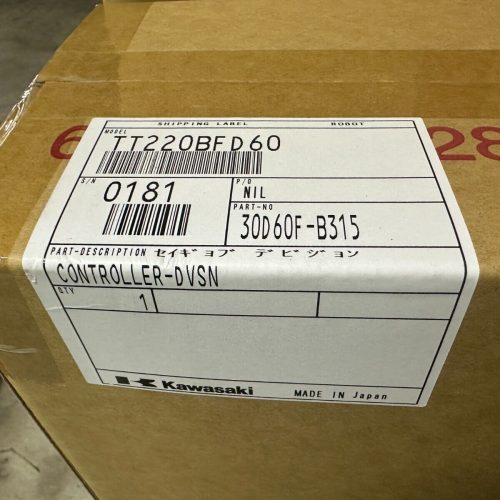 SHIPPING LABEL ROBOT
MODEL
TT220BFD60
S/N
0181
P/O
NIL
PART-NO
30D60F-B315
PART-DESCRIPTION セイギョブ デビジョン
CONTROLLER-DVSN
QTY
1
Kawasaki
MADE IN Japan
28